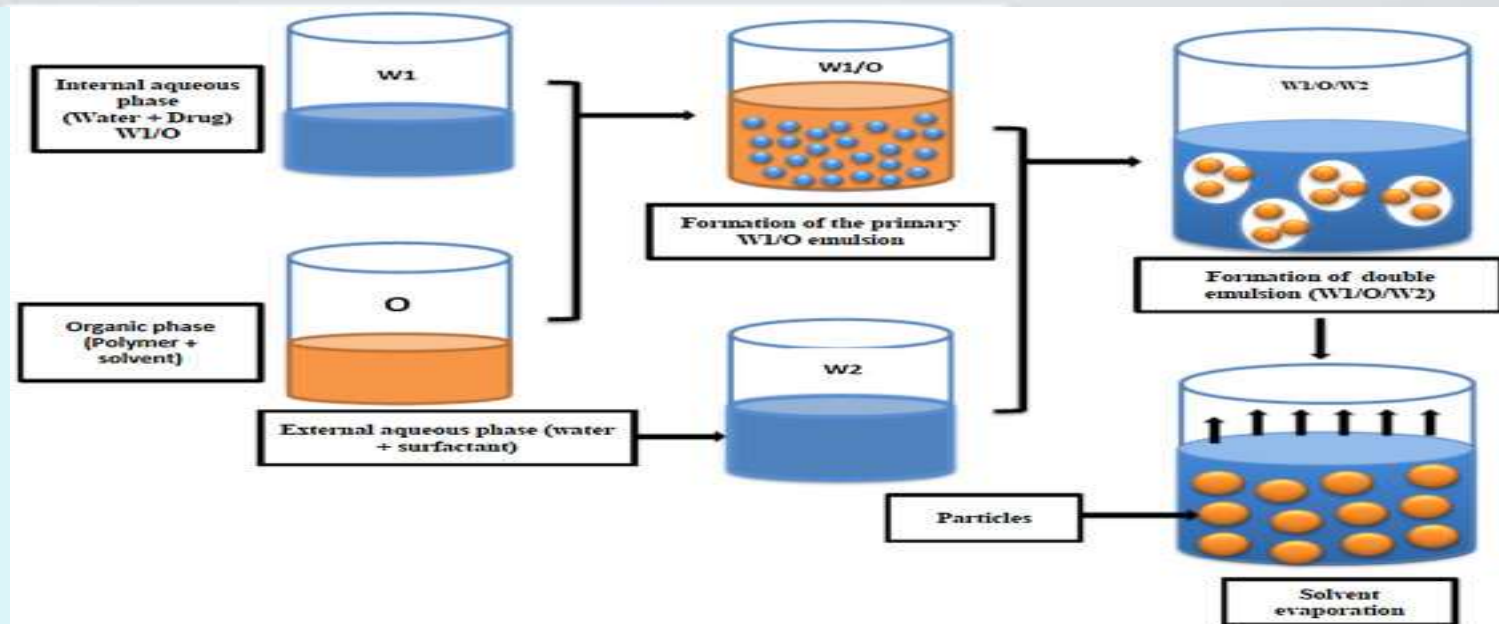 Internal aqueous
phase
(Water + Drug)
W1/O
W1
W1/O
W1/O/W2
Formation of the primary
W1/O emulsion
Formation of double
emulsion (W1/O/W2)
Organic phase
(Polymer +
solvent)
O
External aqueous phase (water
+ surfactant)
W2
Particles
Solvent
evaporation